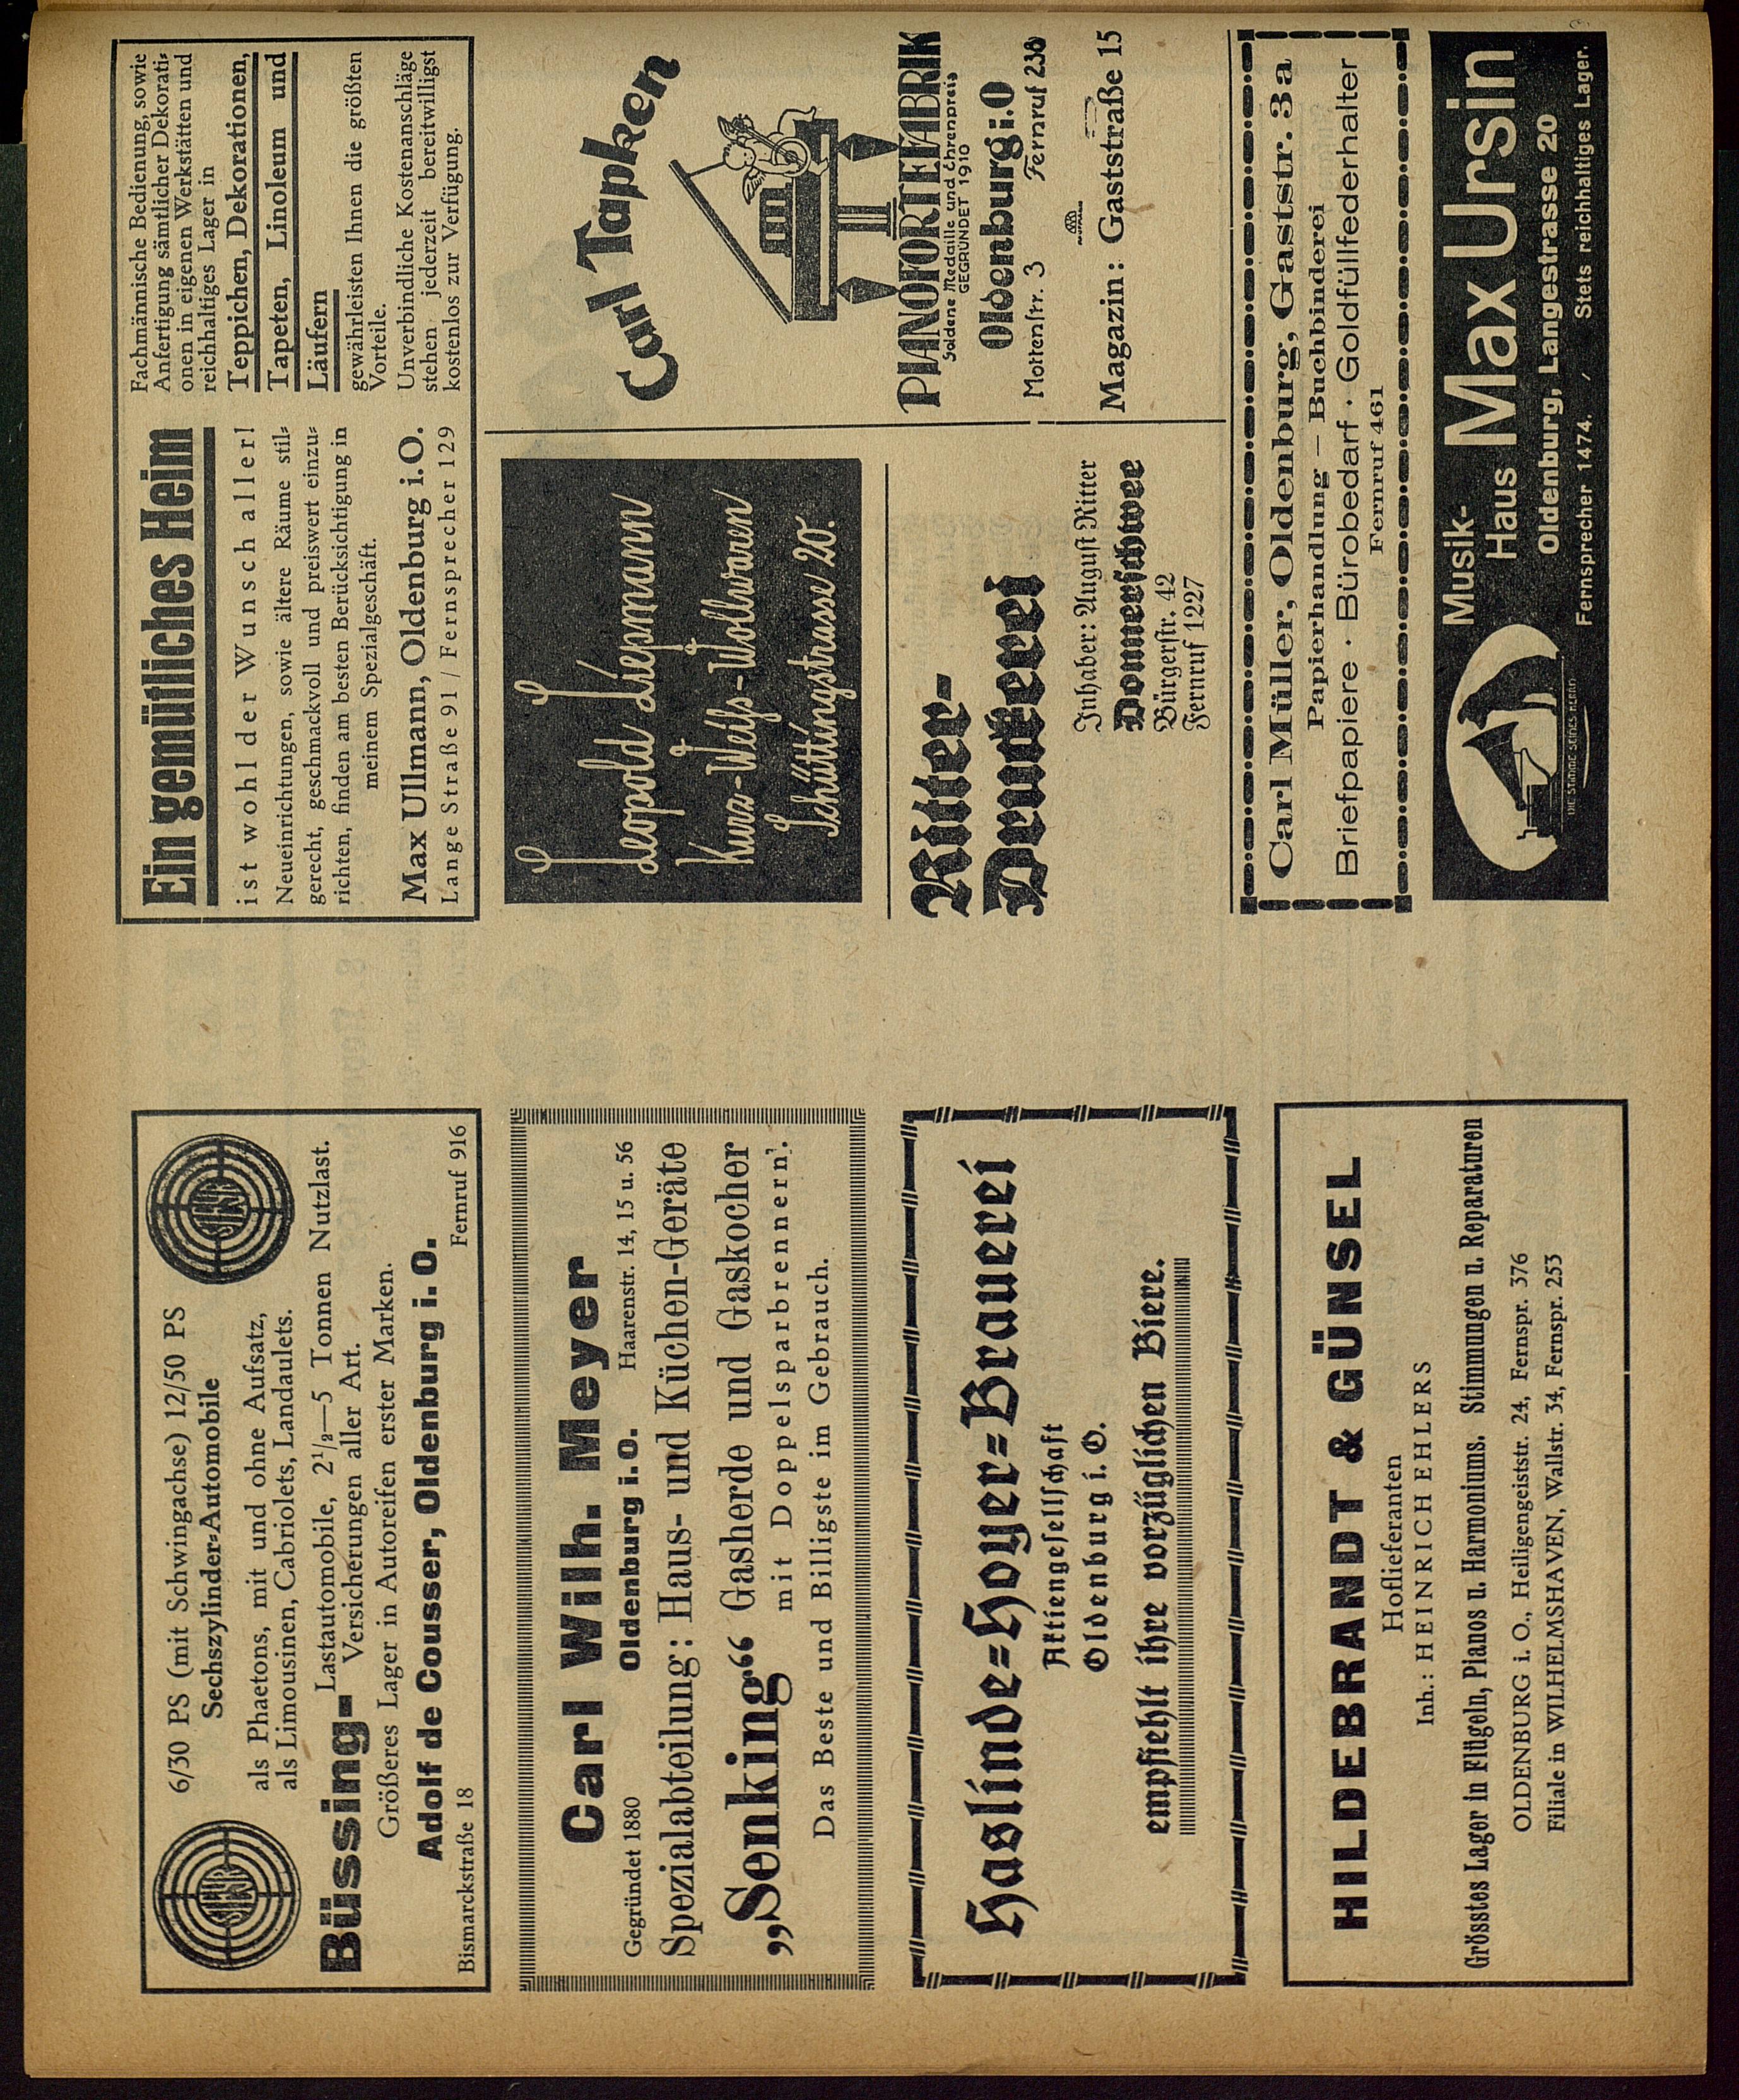 6/30 PS (mit Schwingachse) 12/50 PS
Sechszylinder-Automobile
als Phaetons, mit und ohne Aufsatz,
als Limousinen, Cabriolets, Landaulets.
Büssing- Lastautomobile, 2½—5 Tonnen Nutzlast.
Versicherungen aller Art.
Größeres Lager in Autoreifen erster Marken.
Adolf de Cousser, Oldenburg i. O.
Bismarckstraße 18 Fernruf 916
Carl Wilh. Meyer
Gegründet 1880 Oldenburg i. O. Haarenstr. 14, 15 u. 56
Spezialabteilung: Haus- und Küchen-Geräte
„Senking“ Gasherde und Gaskocher
mit Doppelsparbrennern.
Das Beste und Billigste im Gebrauch.
Haslinde-Hoyer-Brauerei
Aktiengesellschaft
Oldenburg i. O.
empfiehlt ihre vorzüglichen Biere.
HILDEBRANDT & GÜNSEL
Hoflieferanten
Inh.: HEINRICH EHLERS
Grösstes Lager in Flügeln, Pianos u. Harmoniums. Stimmungen u. Reparaturen
OLDENBURG i. O., Heiligengeiststr. 24, Fernspr. 376
Filiale in WILHELMSHAVEN, Wallstr. 34, Fernspr. 253
Ein gemütliches Heim
ist wohl der Wunsch aller!
Neueinrichtungen, sowie ältere Räume stil-
gerecht, geschmackvoll und preiswert einzu-
richten, finden am besten Berücksichtigung in
meinem Spezialgeschäft.
Max Ullmann, Oldenburg i. O.
Lange Straße 91 / Fernsprecher 129
Fachmännische Bedienung, sowie
Anfertigung sämtlicher Dekorati-
onen in eigenen Werkstätten und
reichhaltiges Lager in
Teppichen, Dekorationen,
Tapeten, Linoleum und
Läufern
gewährleisten Ihnen die größten
Vorteile.
Unverbindliche Kostenanschläge
stehen jederzeit bereitwilligst
kostenlos zur Verfügung.
Leopold Liepmann
Kurz-Weiß-Wollwaren
Schüttingstrasse 20.
Carl Tapken
PIANOFORTEFABRIK
Goldene Medaille und Ehrenpreis
GEGRÜNDET 1910
Oldenburg i. O
Mottenstr. 3 Fernruf 238
Magazin: Gaststraße 15
Ritter-
Druckerei
Inhaber: August Ritter
Donnerschwee
Bürgerstr. 42
Fernruf 1227
Carl Müller, Oldenburg, Gaststr. 3a
Papierhandlung — Buchbinderei
Briefpapiere · Bürobedarf · Goldfüllfederhalter
Fernruf 461
Musik-
Haus Max Ursin
Oldenburg, Langestrasse 20
Fernsprecher 1474. / Stets reichhaltiges Lager.
DIE STIMME SEINES HERRN